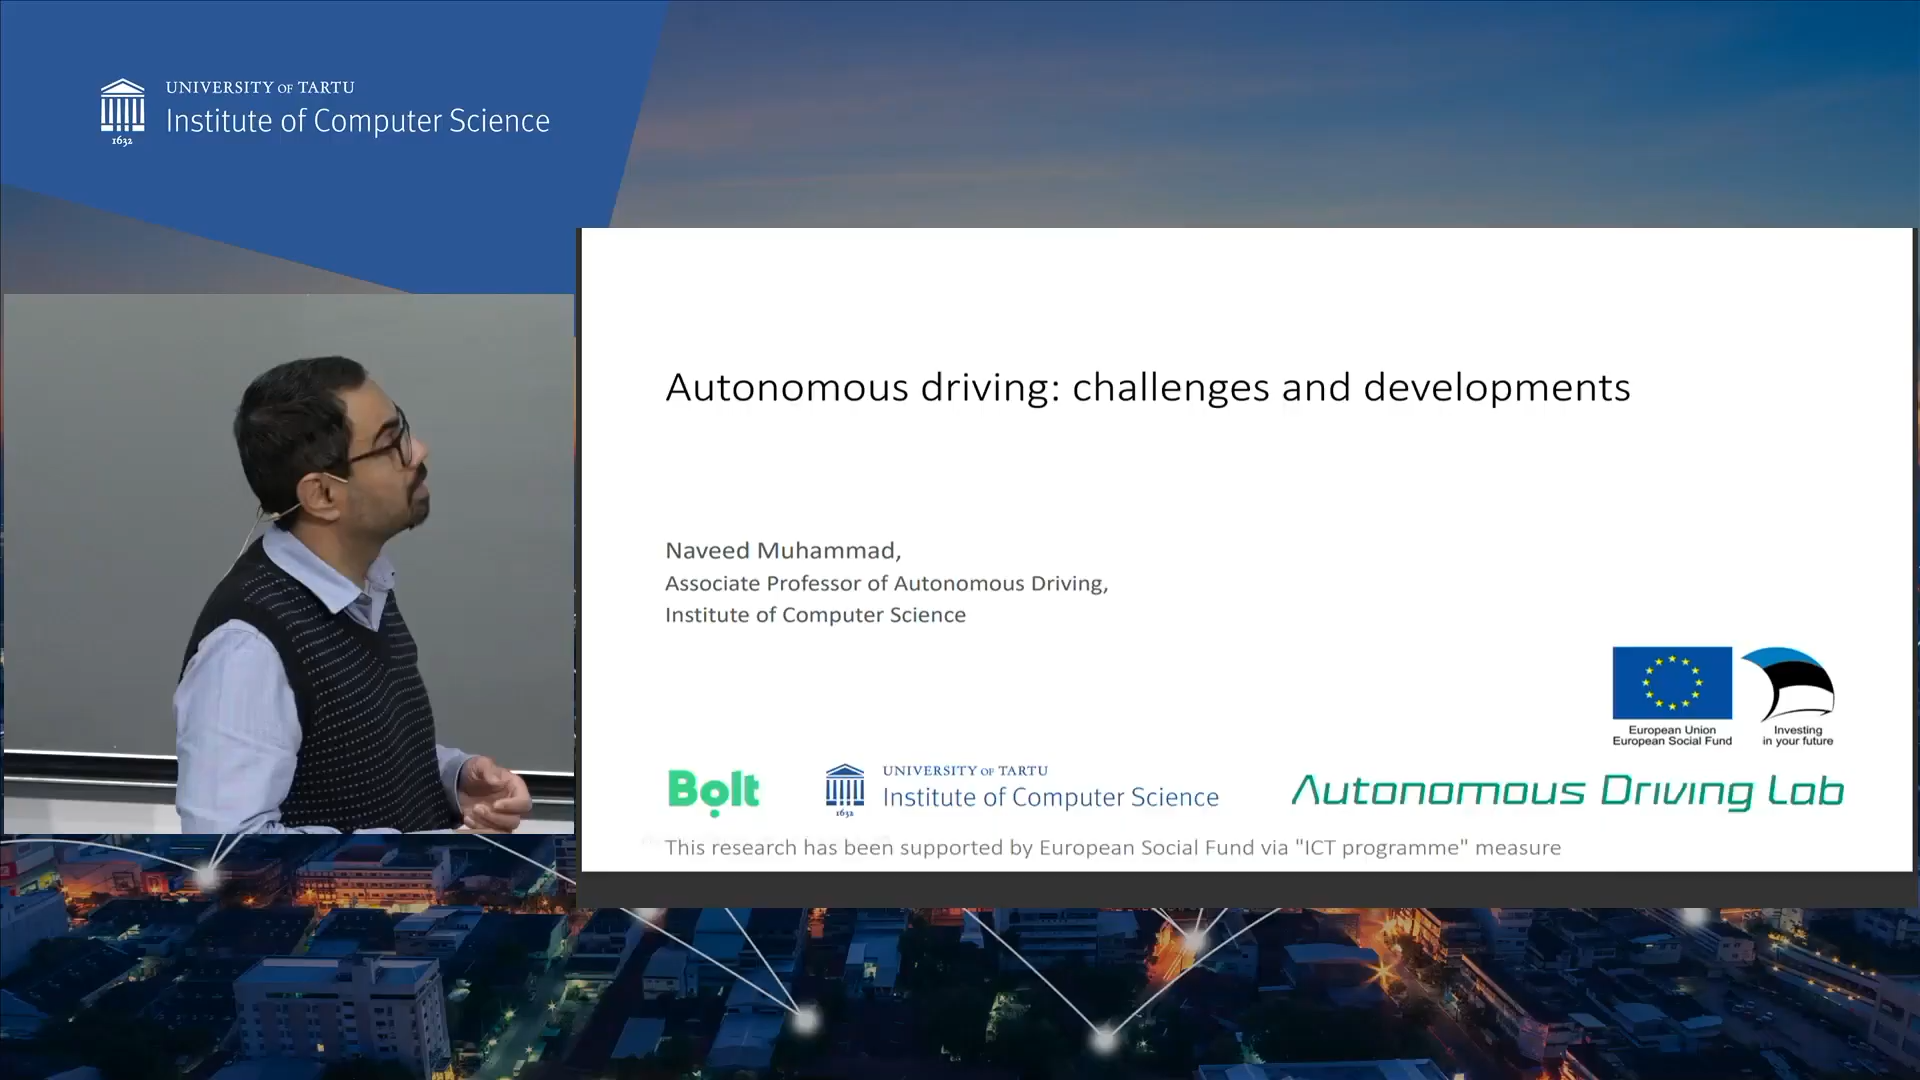 UNIVERSITY OF TARTU
Institute of Computer Science
1632
Autonomous driving: challenges and developments
Naveed Muhammad,
Associate Professor of Autonomous Driving,
Institute of Computer Science
European Union
European Social Fund
Investing
in your future
Bolt
UNIVERSITY OF TARTU
Institute of Computer Science
1632
Autonomous Driving Lab
This research has been supported by European Social Fund via "ICT programme" measure